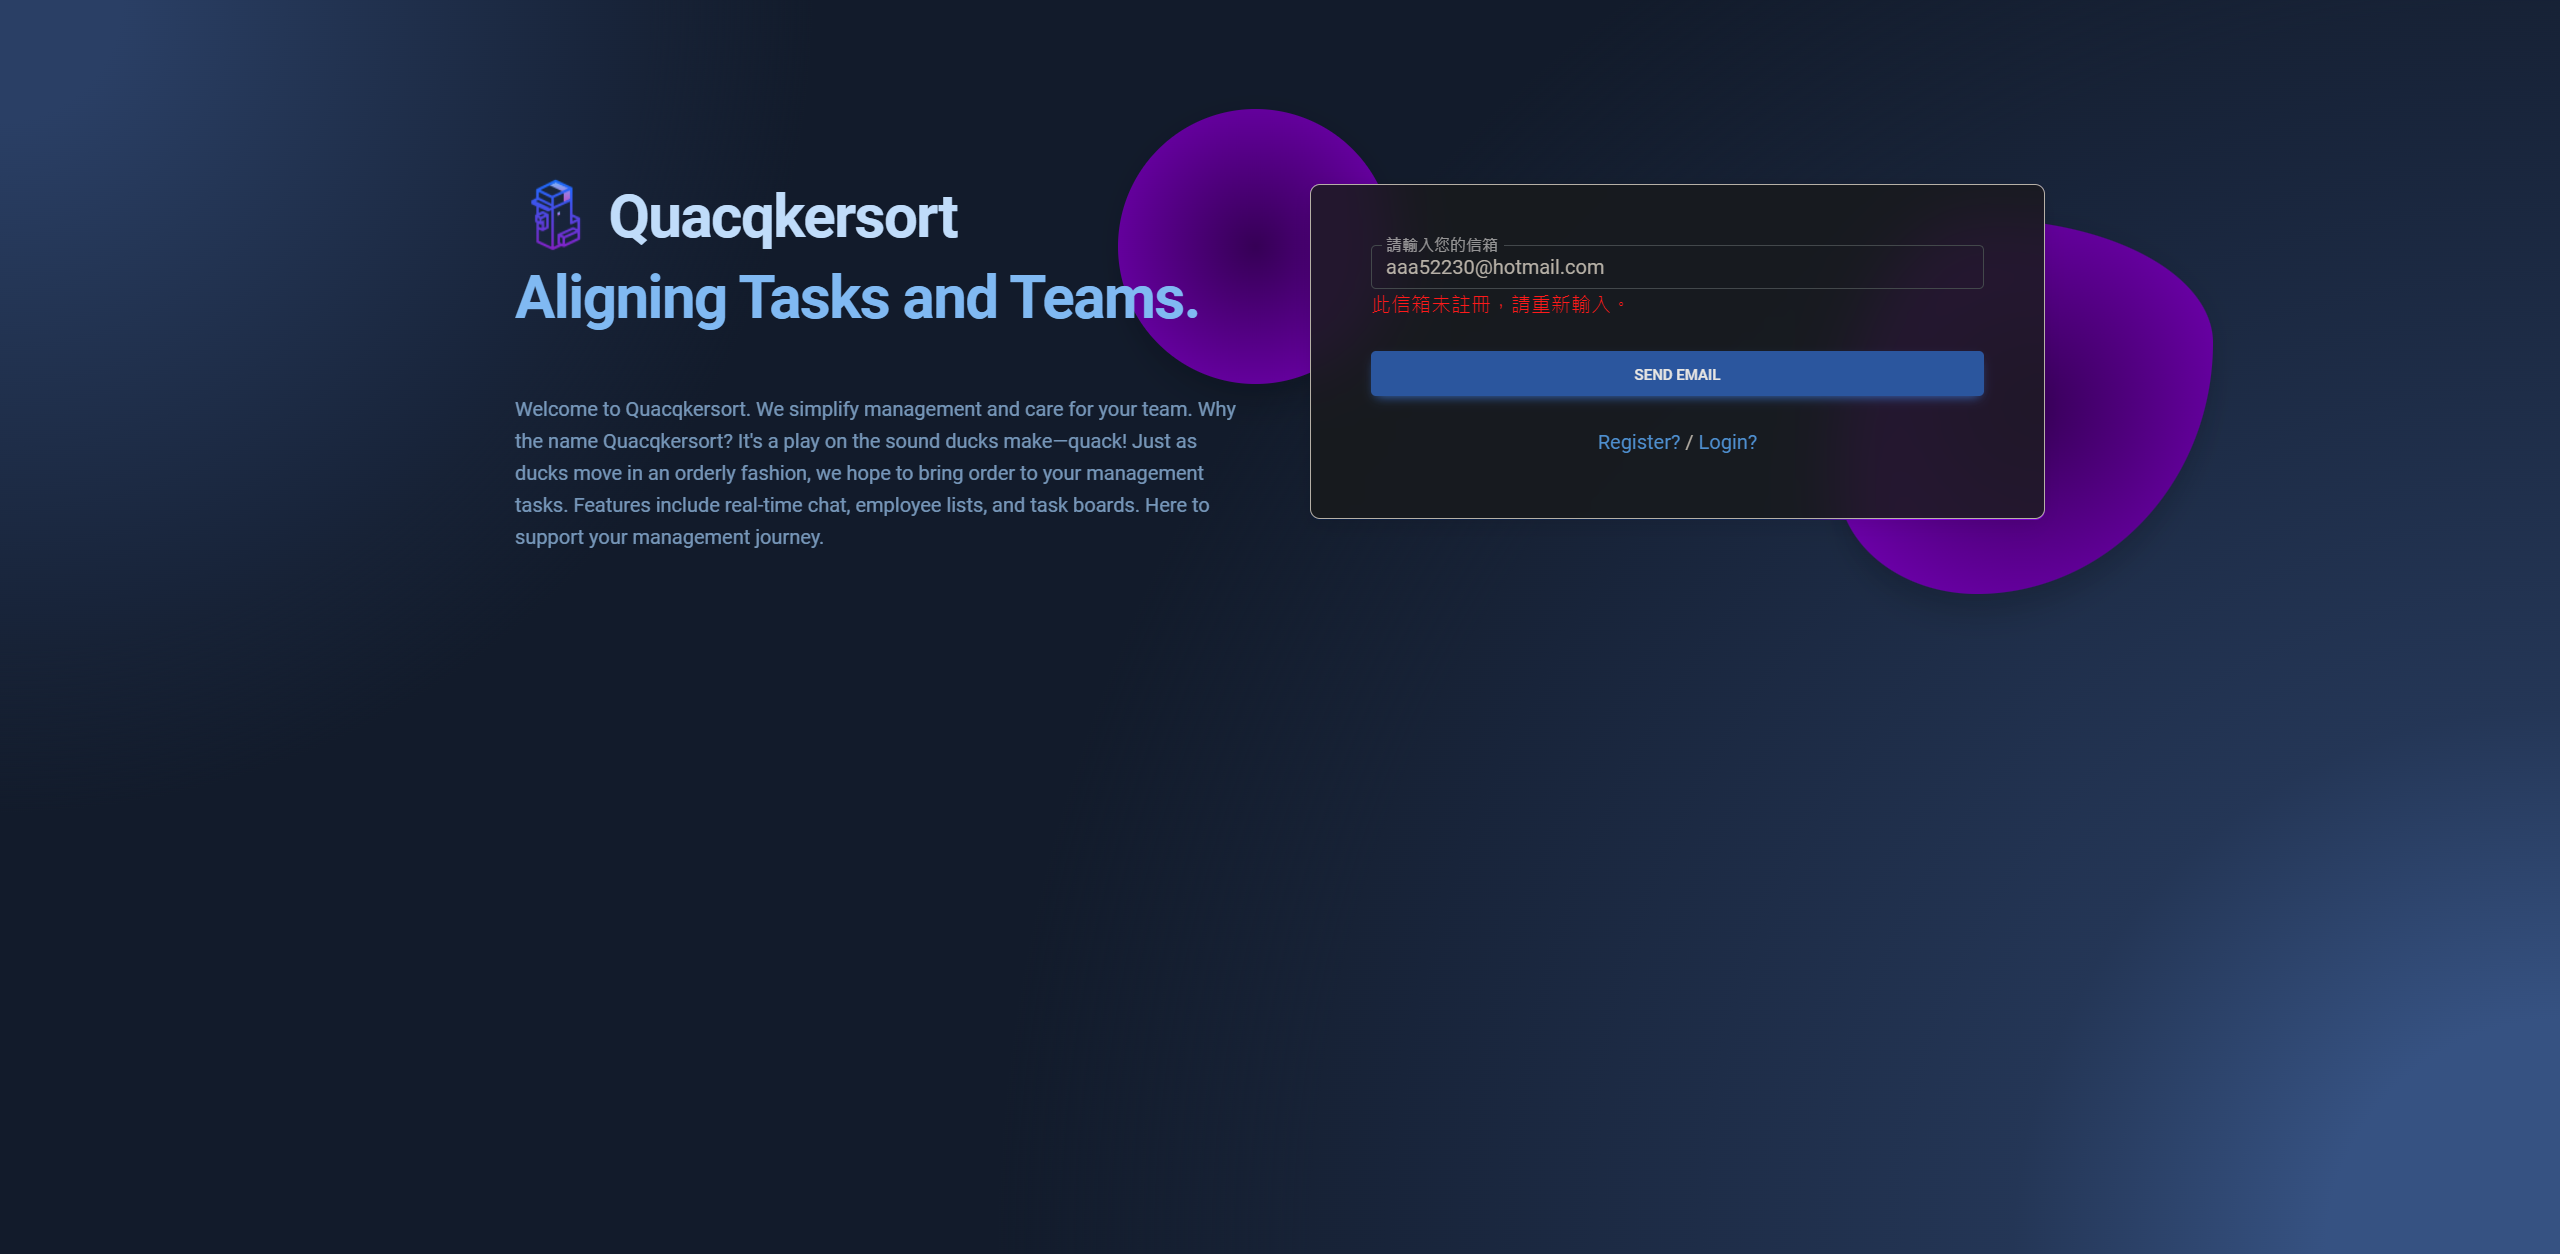 Quacqkersort
Aligning Tasks and Teams.
Welcome to Quacqkersort. We simplify management and care for your team. Why
the name Quacqkersort? It's a play on the sound ducks make—quack! Just as
ducks move in an orderly fashion, we hope to bring order to your management
tasks. Features include real-time chat, employee lists, and task boards. Here to
support your management journey.
請輸入您的信箱
aaa52230@hotmail.com
此信箱未註冊，請重新輸入。
SEND EMAIL
Register? / Login?